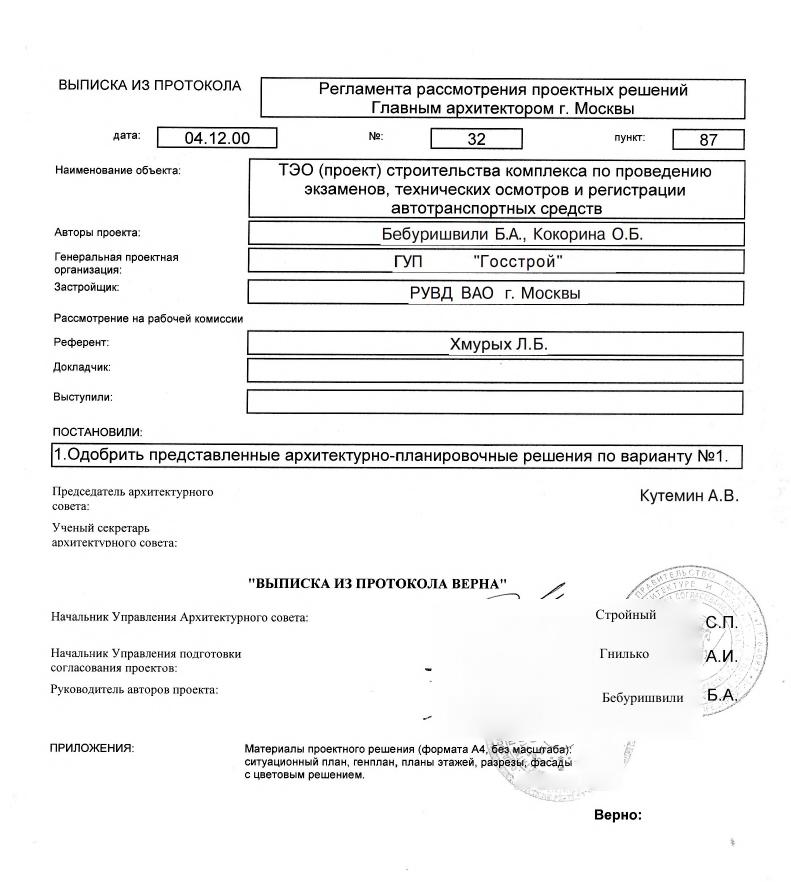 ВЫПИСКА ИЗ ПРОТОКОЛА
Регламента рассмотрения проектных решений
Главным архитектором г. Москвы
дата: 04.12.00 №: 32 пункт: 87
Наименование объекта:
ТЭО (проект) строительства комплекса по проведению
экзаменов, технических осмотров и регистрации
автотранспортных средств
Авторы проекта: Бебуришвили Б.А., Кокорина О.Б.
Генеральная проектная
организация:
ГУП "Госстрой"
Застройщик: РУВД ВАО г. Москвы
Рассмотрение на рабочей комиссии
Референт: Хмурых Л.Б.
Докладчик:
Выступили:
ПОСТАНОВИЛИ:
1.Одобрить представленные архитектурно-планировочные решения по варианту №1.
Председатель архитектурного
совета:
Кутемин А.В.
Ученый секретарь
архитектурного совета:
"ВЫПИСКА ИЗ ПРОТОКОЛА ВЕРНА"
Начальник Управления Архитектурного совета: Стройный С.П.
Начальник Управления подготовки
согласования проектов:
Гнилько А.И.
Руководитель авторов проекта: Бебуришвили Б.А.
ПРИЛОЖЕНИЯ:
Материалы проектного решения (формата А4, без масштаба):
ситуационный план, генплан, планы этажей, разрезы, фасады
с цветовым решением.
Верно: